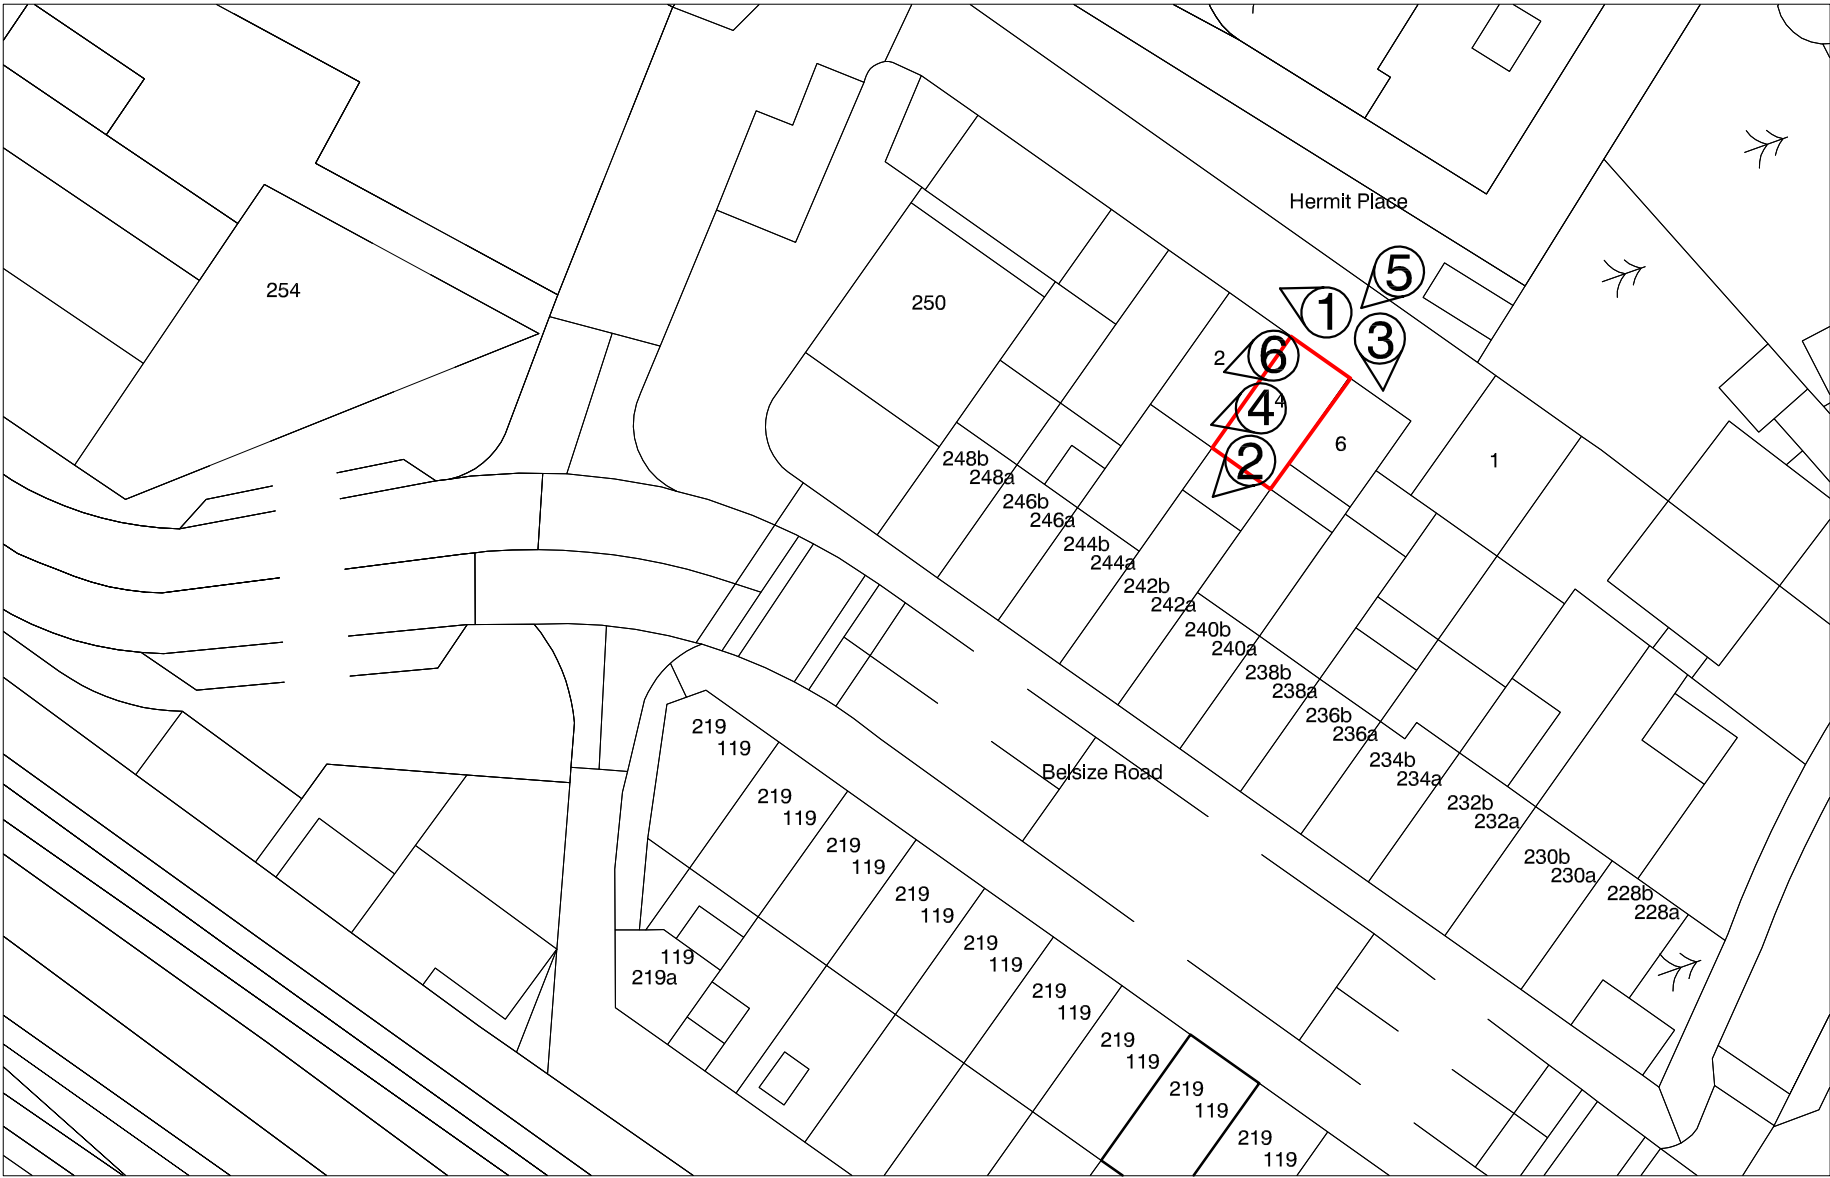 Hermit Place
5
254
250
1
3
2
6
4
4
6
2
1
248b
248a
246b
246a
244b
244a
242b
242a
240b
240a
238b
238a
236b
236a
234b
234a
232b
232a
230b
230a
228b
228a
Belsize Road
219
119
219
119
219
119
219
119
219
119
119
219a
219
119
219
119
219
119
219
119